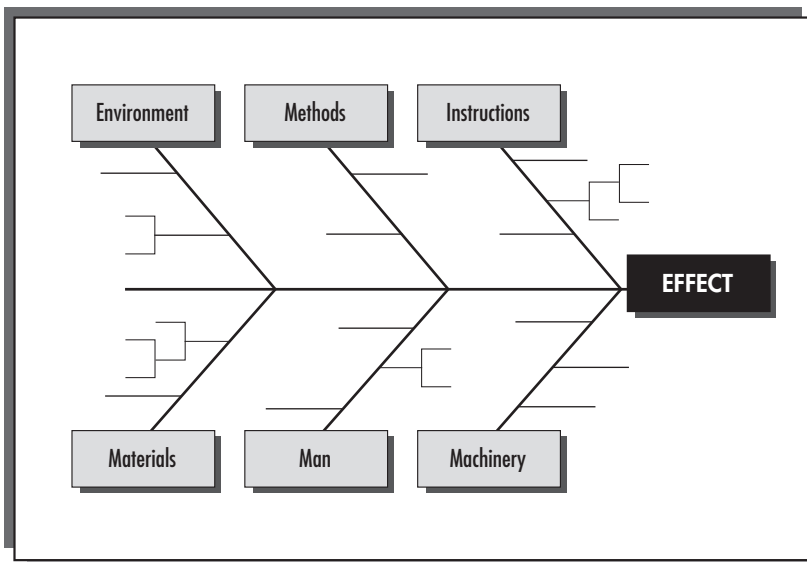 Environment
Methods
Instructions
EFFECT
Materials
Man
Machinery